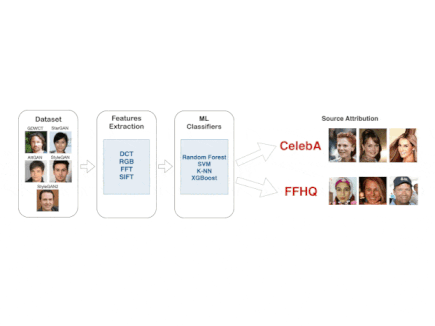 Dataset
GDWCT StarGAN
AttGAN StyleGAN
StyleGAN2
Features
Extraction
DCT
RGB
FFT
SIFT
ML
Classifiers
Random Forest
SVM
K-NN
XGBoost
Source Attribution
CelebA
FFHQ